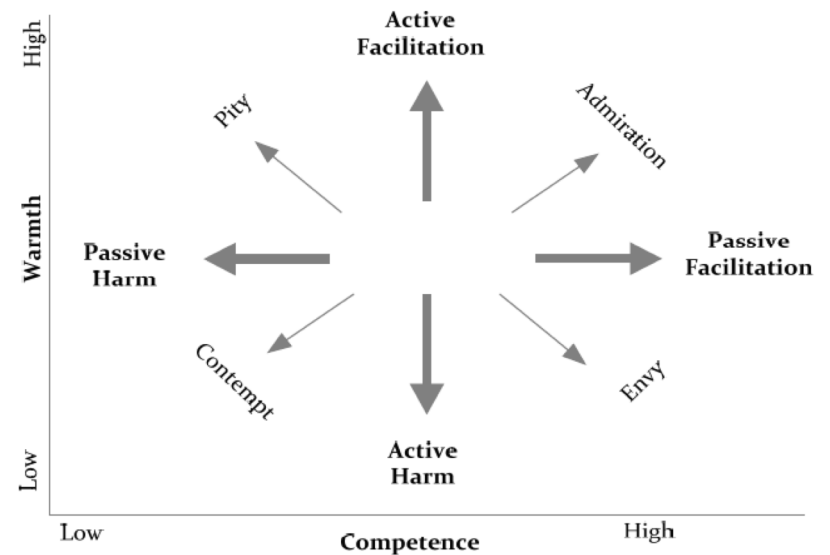 High
Active
Facilitation
Pity
Admiration
Warmth
Passive
Harm
Passive
Facilitation
Contempt
Envy
Active
Harm
Low
Low
Competence
High